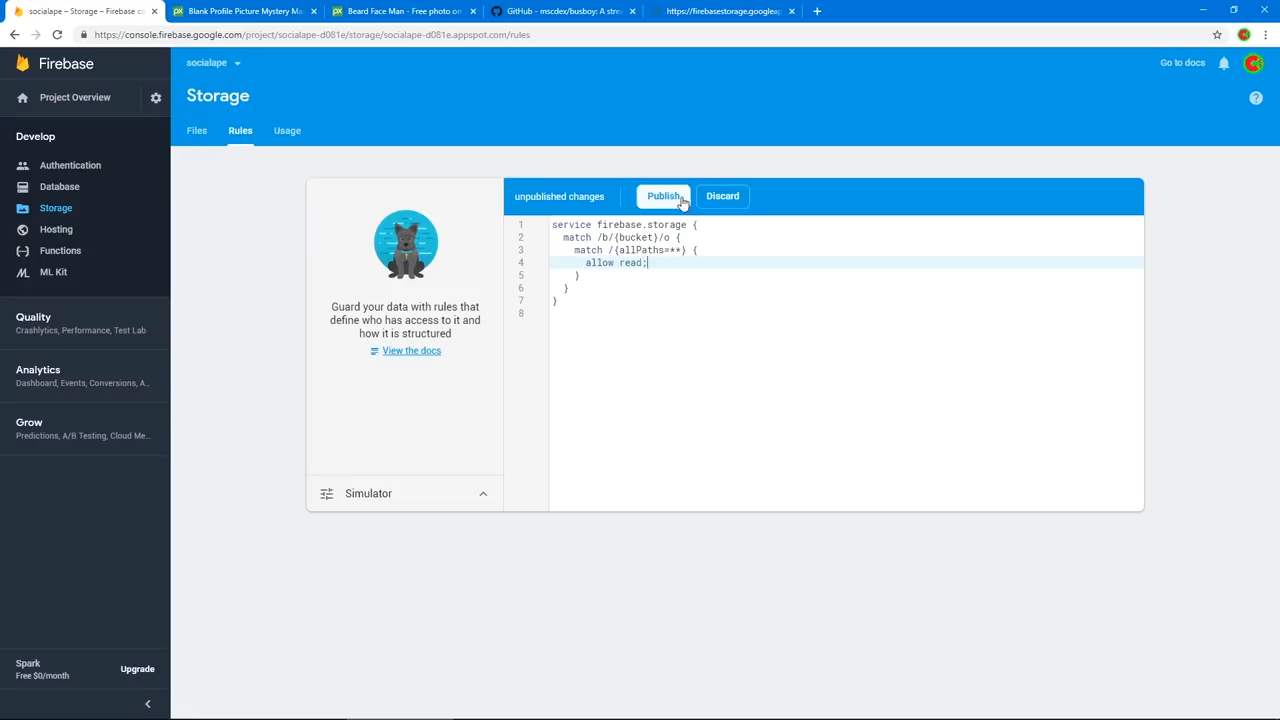 socialape – Storage – Firebase co
Blank Profile Picture Mystery Ma
Beard Face Man - Free photo on
GitHub - mscdex/busboy: A stre
https://firebasestorage.googleap
https://console.firebase.google.com/project/socialape-d081e/storage/socialape-d081e.appspot.com/rules
Firebase
socialape
Go to docs
Project Overview
Storage
Develop
Files
Rules
Usage
Authentication
Database
Storage
Hosting
Functions
ML Kit
Quality
Crashlytics, Performance, Test Lab
Analytics
Dashboard, Events, Conversions, A...
Grow
Predictions, A/B Testing, Cloud Me...
Spark
Free $0/month
Upgrade
Guard your data with rules that
define who has access to it and
how it is structured
View the docs
Simulator
unpublished changes
Publish
Discard
1 service firebase.storage {
2 match /b/{bucket}/o {
3 match /{allPaths=**} {
4 allow read;
5 }
6 }
7 }
8